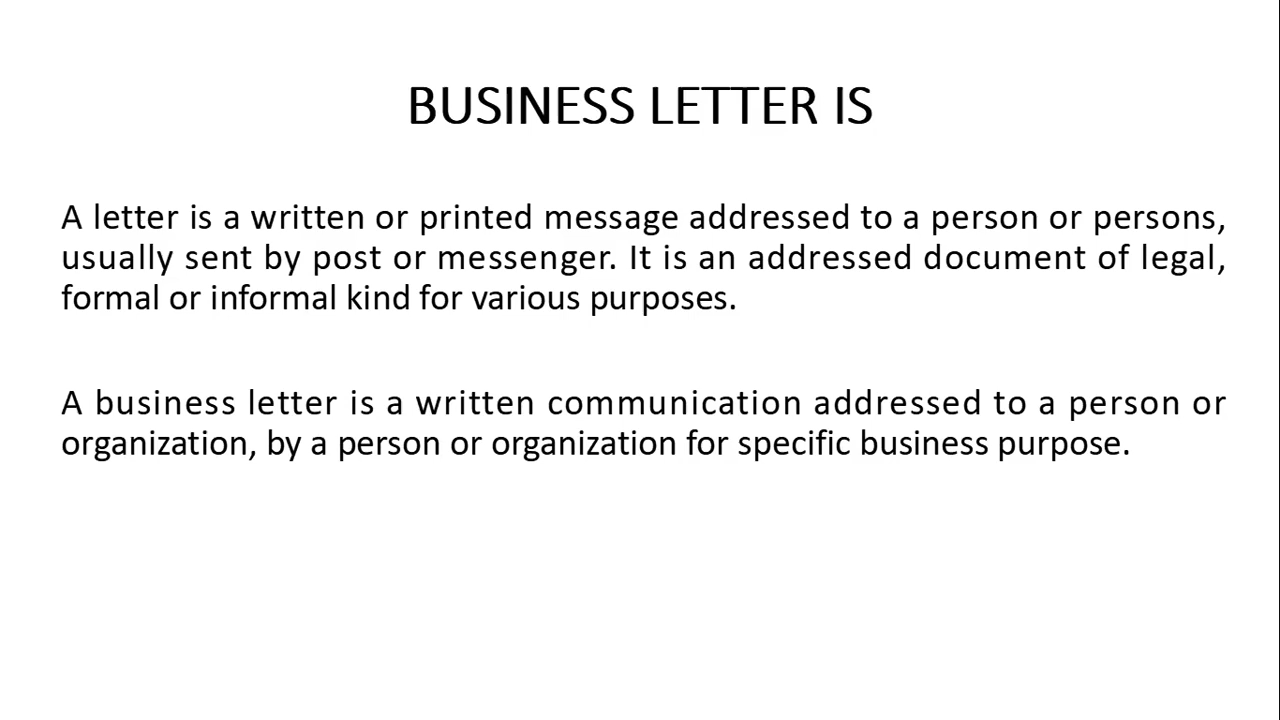 BUSINESS LETTER IS
A letter is a written or printed message addressed to a person or persons,
usually sent by post or messenger. It is an addressed document of legal,
formal or informal kind for various purposes.
A business letter is a written communication addressed to a person or
organization, by a person or organization for specific business purpose.